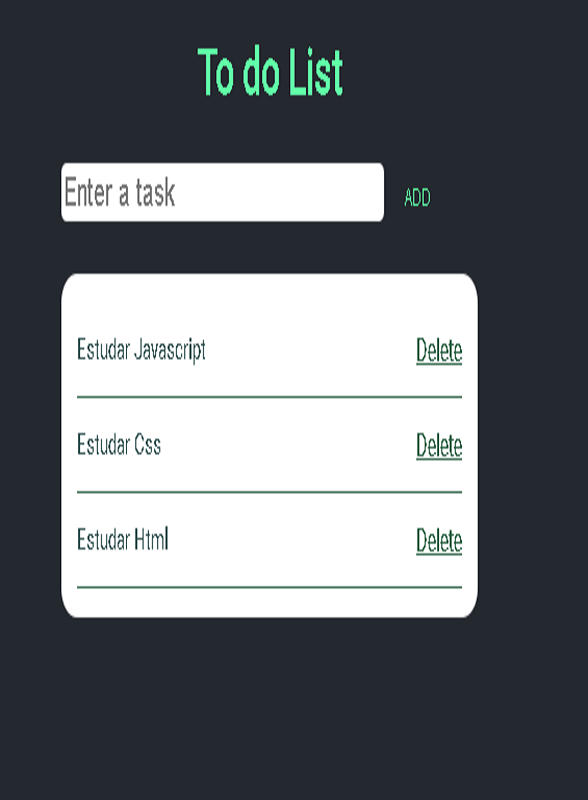 To do List
Enter a task
ADD
Estudar Javascript
Delete
Estudar Css
Delete
Estudar Html
Delete